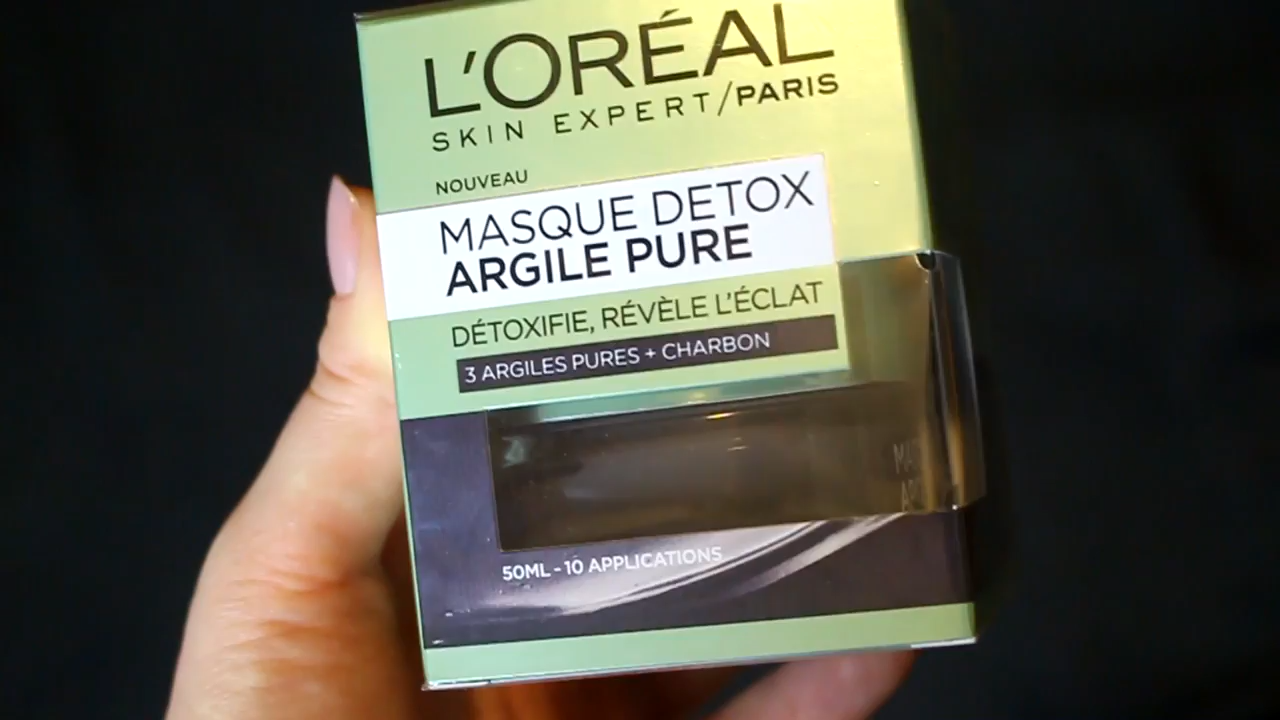 L'ORÉAL
SKIN EXPERT/PARIS
NOUVEAU
MASQUE DETOX
ARGILE PURE
DÉTOXIFIE, RÉVÈLE L'ÉCLAT
3 ARGILES PURES + CHARBON
50ML - 10 APPLICATIONS